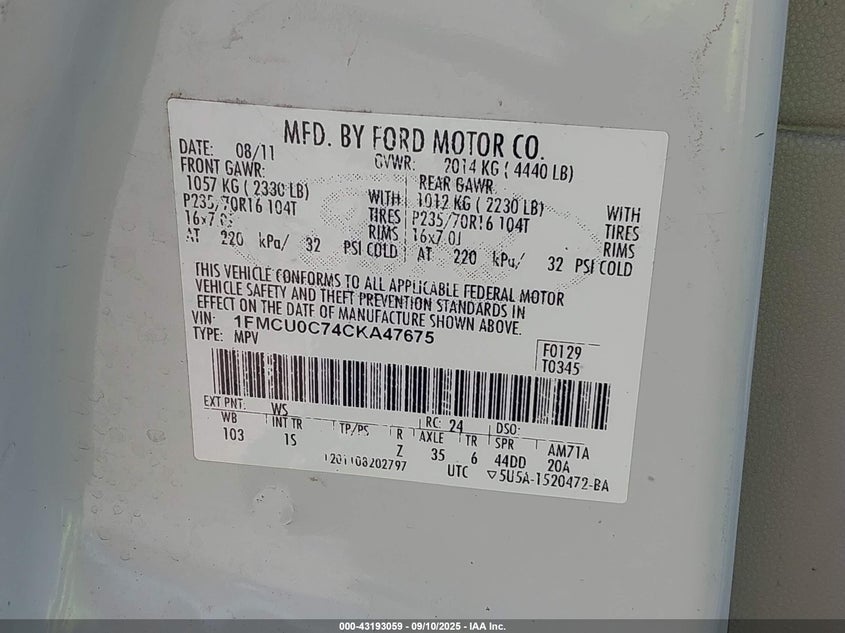 MFD. BY FORD MOTOR CO.
DATE: 08/11 GVWR: 2014 KG ( 4440 LB)
FRONT GAWR: REAR GAWR
1057 KG ( 2330 LB) WITH 1012 KG ( 2230 LB) WITH
P235/70R16 104T TIRES P235/70R16 104T TIRES
16x7.0J RIMS 16x7.0J RIMS
AT 220 kPa/ 32 PSI COLD AT 220 kPa/ 32 PSI COLD
THIS VEHICLE CONFORMS TO ALL APPLICABLE FEDERAL MOTOR
VEHICLE SAFETY AND THEFT PREVENTION STANDARDS IN
EFFECT ON THE DATE OF MANUFACTURE SHOWN ABOVE.
VIN: 1FMCU0C74CKA47675
TYPE: MPV
F0129
T0345
EXT PNT: WS RC: 24 DSO:
WB INT TR TP/PS R AXLE TR SPR AM71A
103 1S Z 35 6 44DD 20A
1201108202797 UTC ▽5U5A-1520472-BA
000-43193059 - 09/10/2025 - IAA Inc.